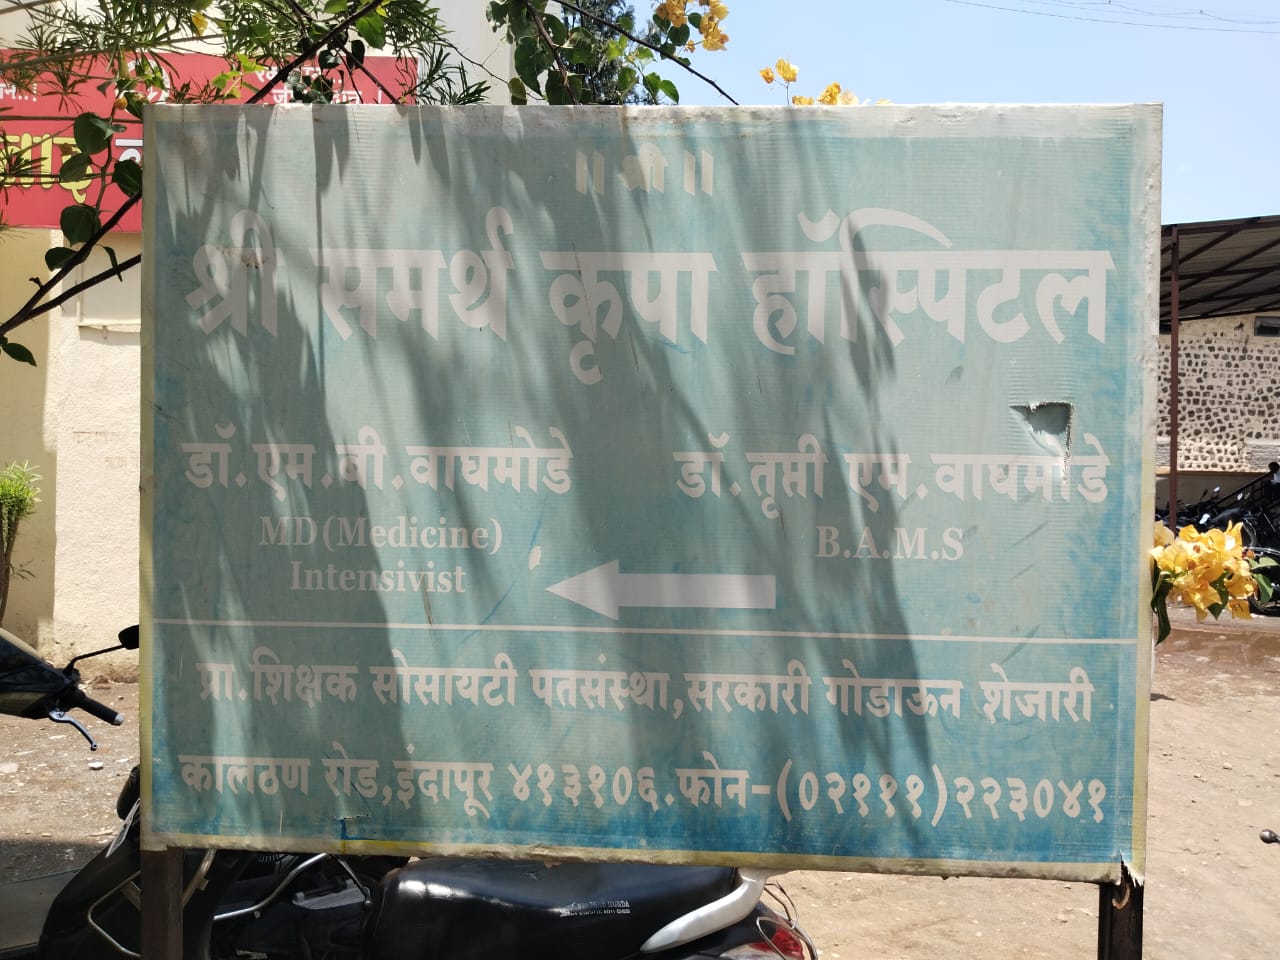 ॥ श्री ॥
श्री समर्थ कृपा हॉस्पिटल
डॉ.एम.वी.वाघमोडे
MD(Medicine)
Intensivist
डॉ.तृप्ती एम.वाघमोडे
B.A.M.S
प्रा.शिक्षक सोसायटी पतसंस्था,सरकारी गोडाऊन शेजारी
कालठण रोड,इंदापूर ४१३१०६.फोन-(०२१११)२२३०४१